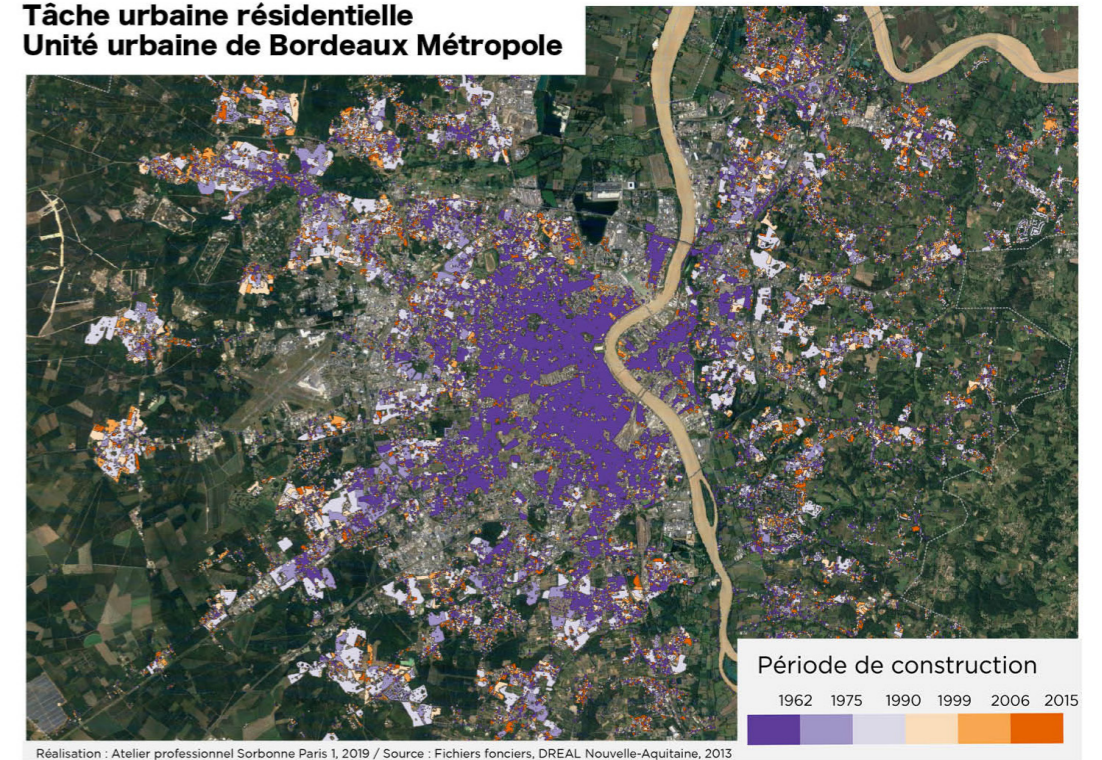 Tâche urbaine résidentielle
Unité urbaine de Bordeaux Métropole
Période de construction
1962 1975 1990 1999 2006 2015
Réalisation : Atelier professionnel Sorbonne Paris 1, 2019 / Source : Fichiers fonciers, DREAL Nouvelle-Aquitaine, 2013